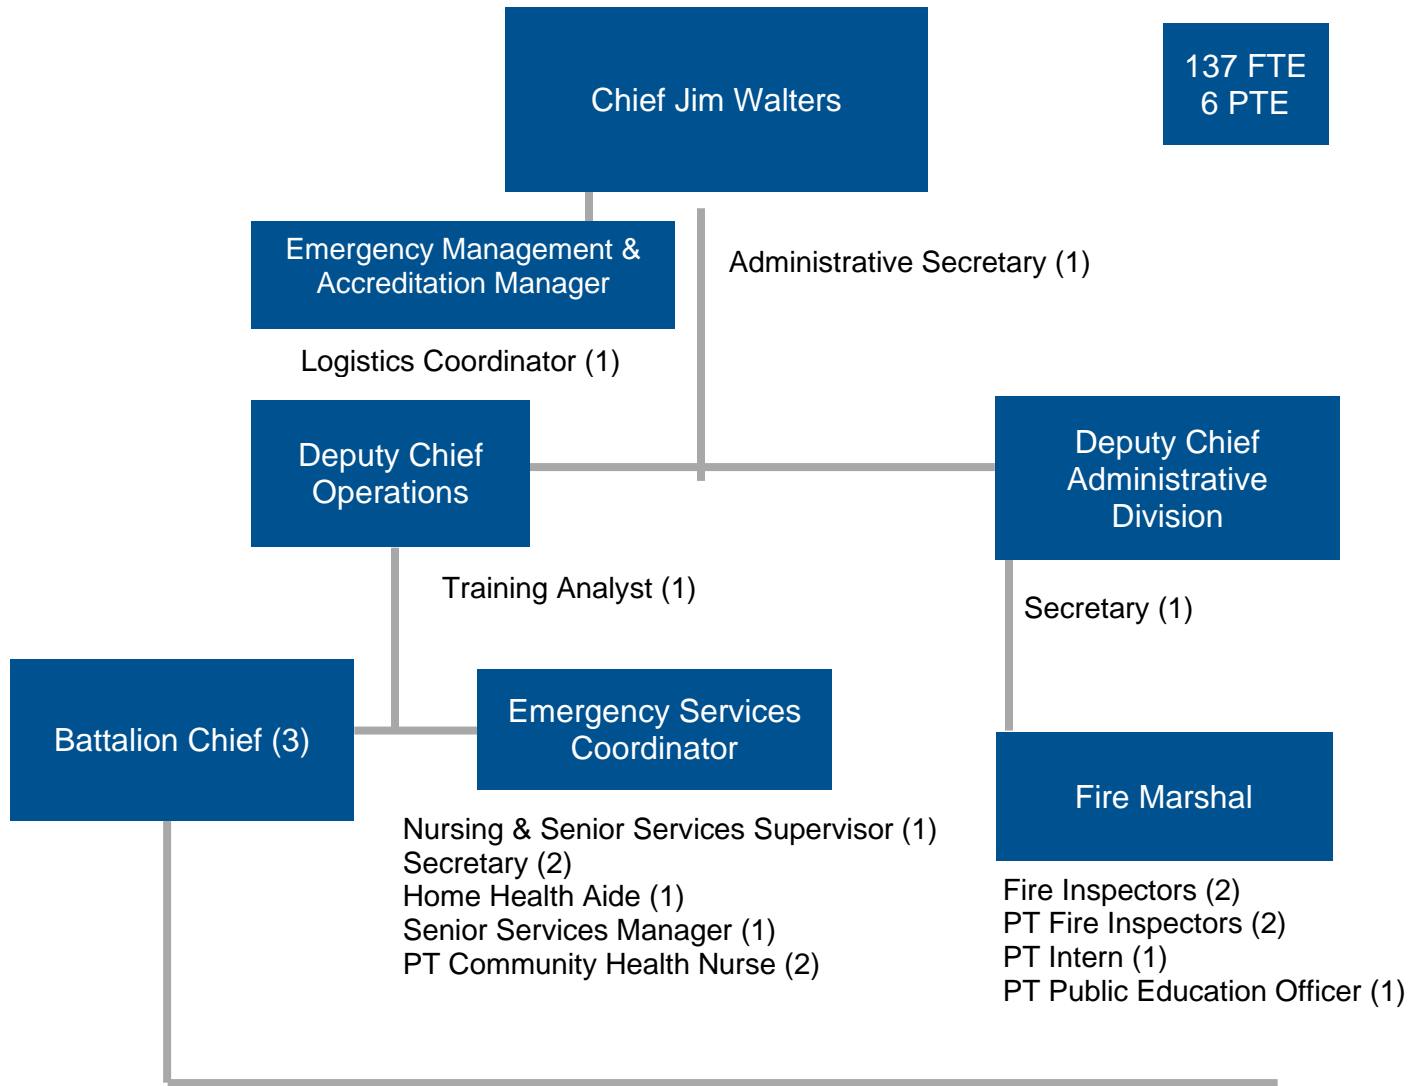 Chief Jim Walters
137 FTE
6 PTE
Emergency Management &
Accreditation Manager
Administrative Secretary (1)
Logistics Coordinator (1)
Deputy Chief
Operations
Deputy Chief
Administrative
Division
Training Analyst (1)
Secretary (1)
Battalion Chief (3)
Emergency Services
Coordinator
Fire Marshal
Nursing & Senior Services Supervisor (1)
Secretary (2)
Home Health Aide (1)
Senior Services Manager (1)
PT Community Health Nurse (2)
Fire Inspectors (2)
PT Fire Inspectors (2)
PT Intern (1)
PT Public Education Officer (1)